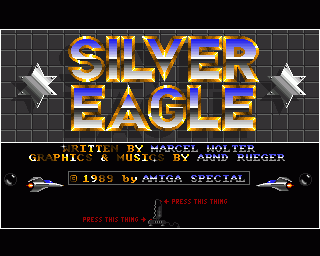 SILVER
EAGLE
WRITTEN BY MARCEL WOLTER
GRAPHICS & MUSICS BY ARND RUEGER
© 1989 by AMIGA SPECIAL
PRESS THIS THING
PRESS THIS THING